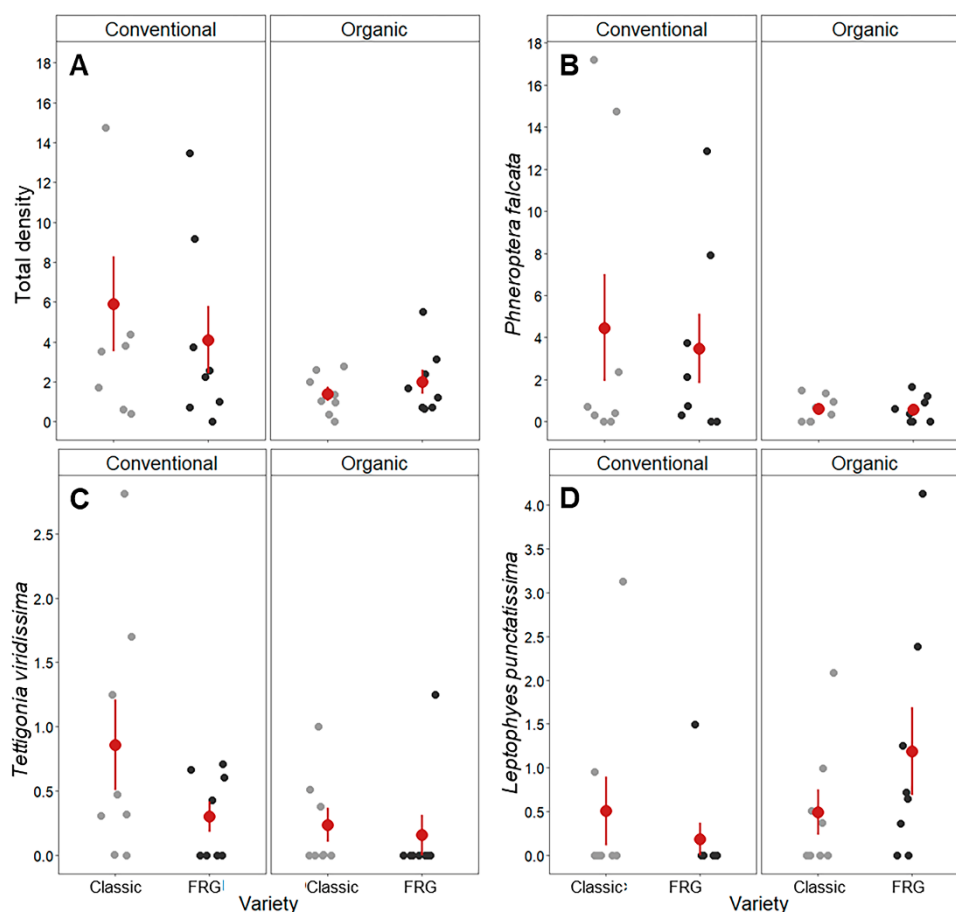 Conventional Organic
A
18
16
14
12
10
8
6
4
2
0
Total density
Conventional Organic
B
18
16
14
12
10
8
6
4
2
0
Phneroptera falcata
Conventional Organic
C
2.5
2.0
1.5
1.0
0.5
0.0
Tettigonia viridissima
Classic FRG Classic FRG
Variety
Conventional Organic
D
4.0
3.5
3.0
2.5
2.0
1.5
1.0
0.5
0.0
Leptophyes punctatissima
Classic FRG Classic FRG
Variety